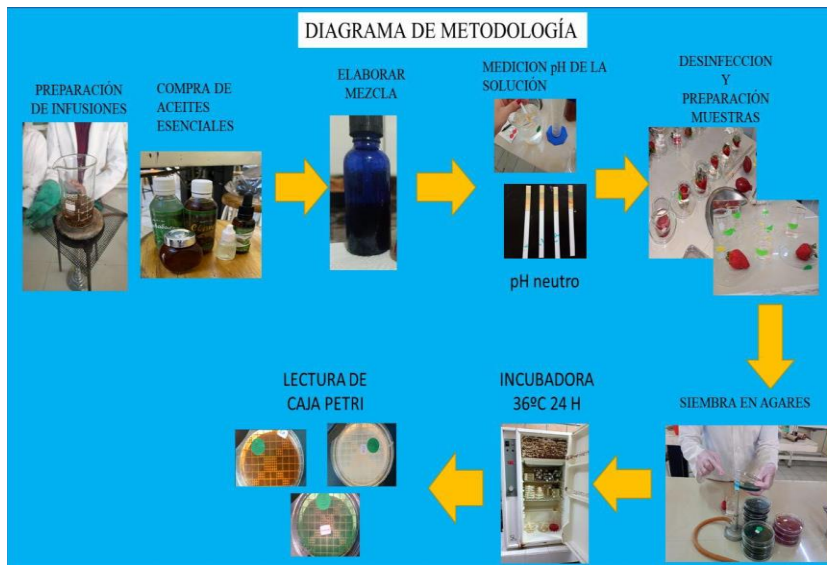 DIAGRAMA DE METODOLOGÍA
PREPARACIÓN
DE INFUSIONES
COMPRA DE
ACEITES
ESENCIALES
ELABORAR
MEZCLA
MEDICION pH DE LA
SOLUCIÓN
pH neutro
DESINFECCION
Y
PREPARACIÓN
MUESTRAS
SIEMBRA EN AGARES
INCUBADORA
36ºC 24 H
LECTURA DE
CAJA PETRI